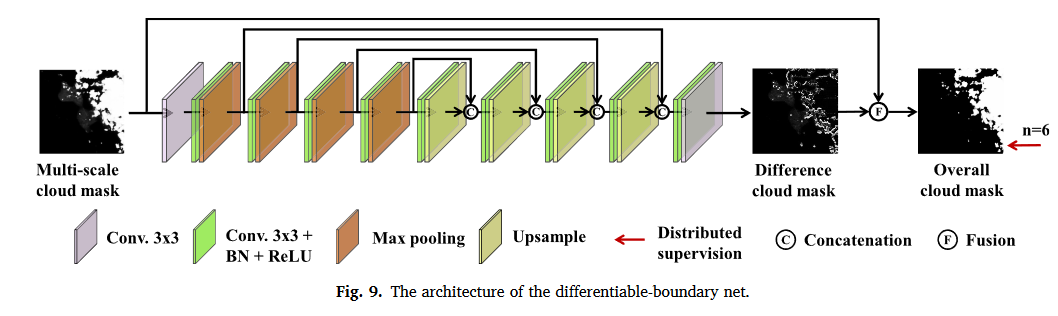 C
C
C
C
F
n=6
Multi-scale
cloud mask
Difference
cloud mask
Overall
cloud mask
Conv. 3x3
Conv. 3x3 +
BN + ReLU
Max pooling
Upsample
Distributed
supervision
C Concatenation
F Fusion
Fig. 9. The architecture of the differentiable-boundary net.